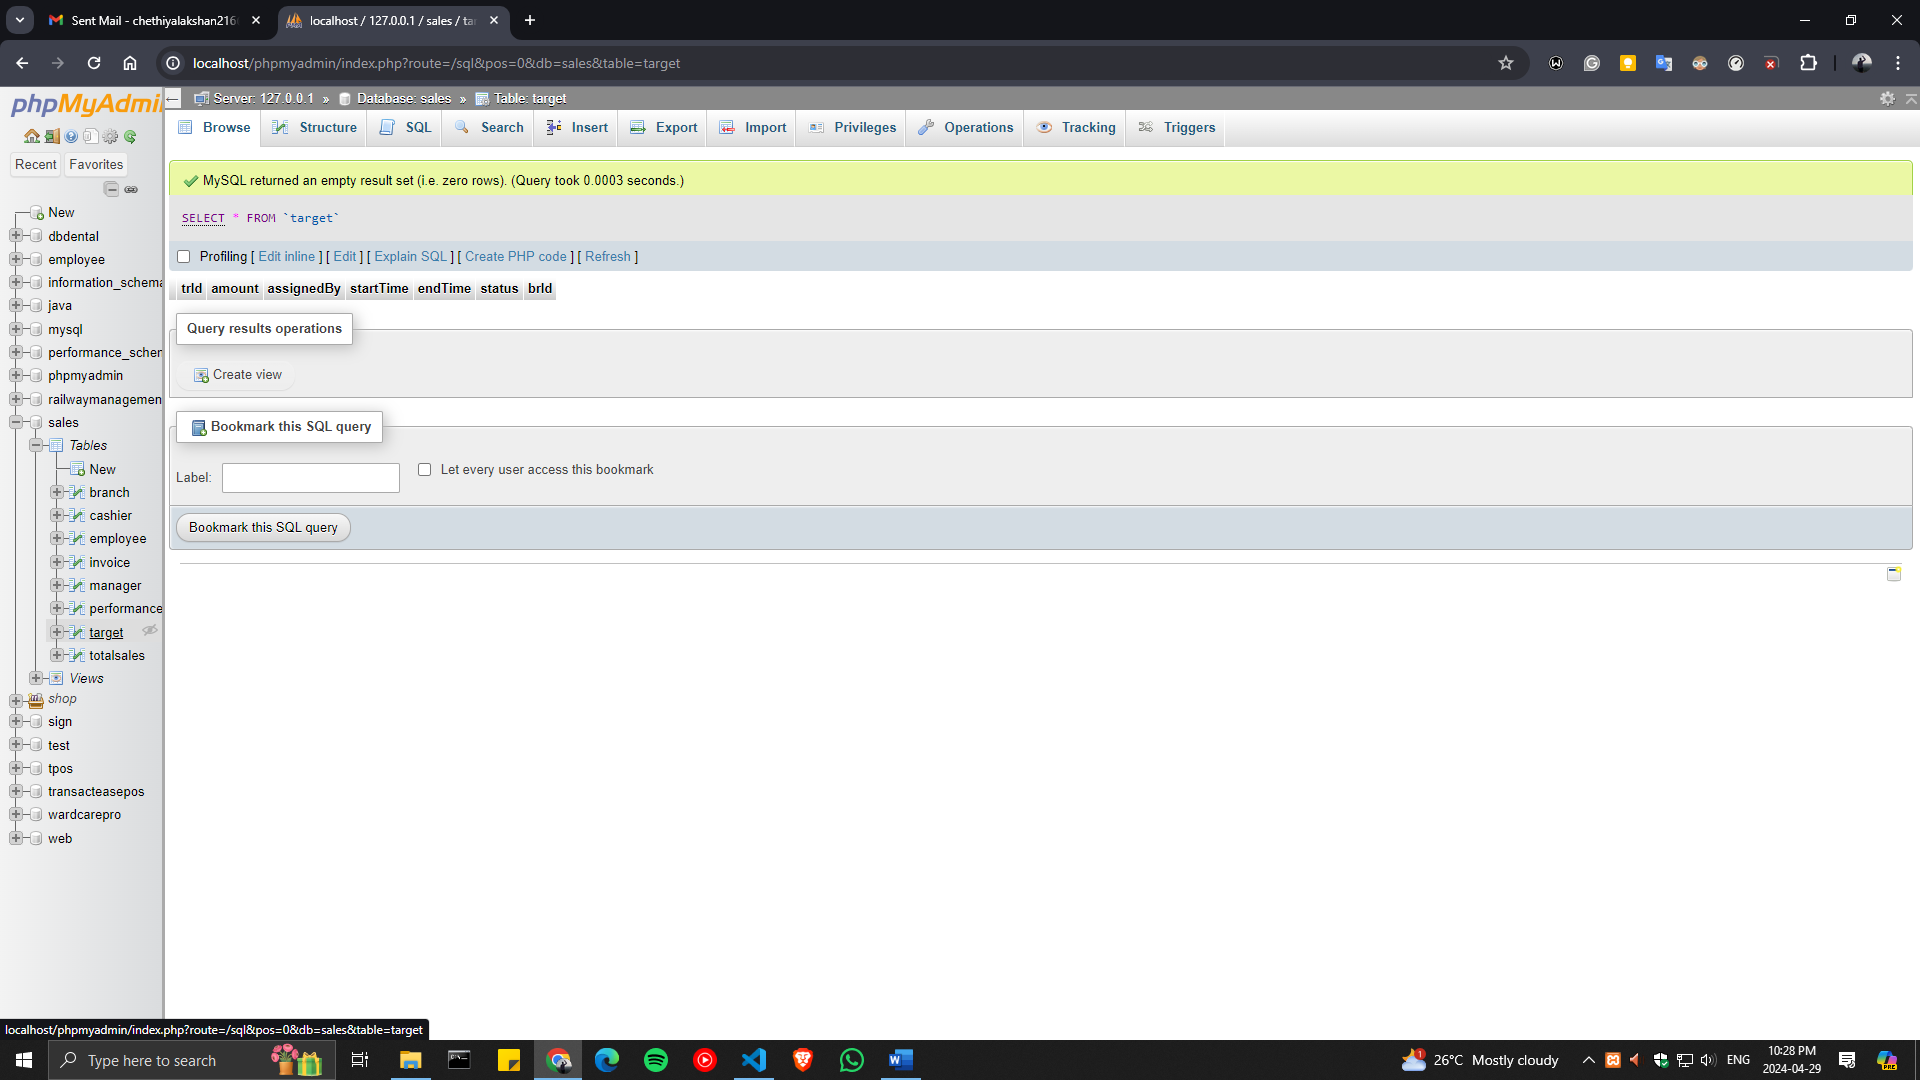 Sent Mail - chethiyalakshan216
localhost / 127.0.0.1 / sales / ta
localhost/phpmyadmin/index.php?route=/sql&pos=0&db=sales&table=target
phpMyAdmi
Recent
Favorites
New
dbdental
employee
information_schema
java
mysql
performance_schem
phpmyadmin
railwaymanagemen
sales
Tables
New
branch
cashier
employee
invoice
manager
performance
target
totalsales
Views
shop
sign
test
tpos
transacteasepos
wardcarepro
web
Server: 127.0.0.1 » Database: sales » Table: target
Browse Structure SQL Search Insert Export Import Privileges Operations Tracking Triggers
MySQL returned an empty result set (i.e. zero rows). (Query took 0.0003 seconds.)
SELECT * FROM `target`
Profiling [ Edit inline ] [ Edit ] [ Explain SQL ] [ Create PHP code ] [ Refresh ]
trId amount assignedBy startTime endTime status brId
Query results operations
Create view
Bookmark this SQL query
Label:
Let every user access this bookmark
Bookmark this SQL query
localhost/phpmyadmin/index.php?route=/sql&pos=0&db=sales&table=target
Type here to search
26°C Mostly cloudy
ENG
10:28 PM
2024-04-29